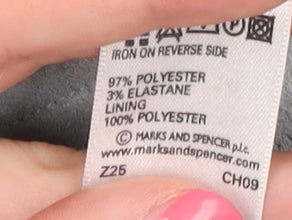 IRON ON REVERSE SIDE
97% POLYESTER
3% ELASTANE
LINING
100% POLYESTER
© MARKS AND SPENCER p.l.c.
www.marksandspencer.com
Z25 CH09